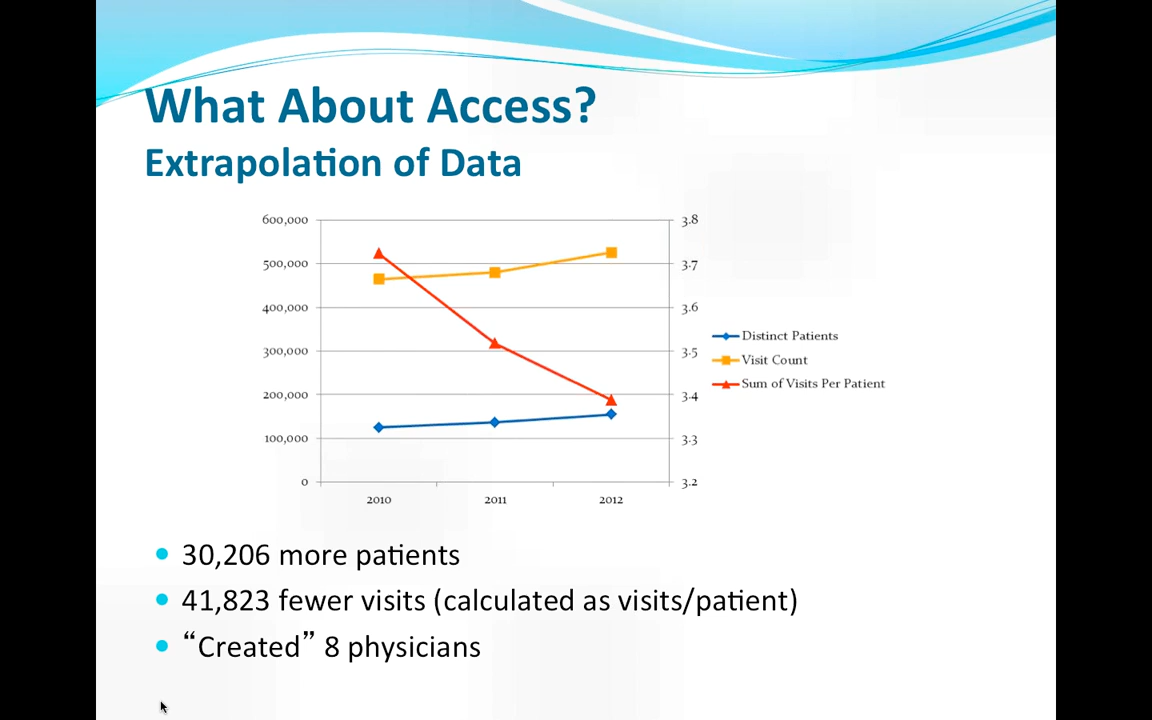 What About Access?
Extrapolation of Data
600,000
500,000
400,000
300,000
200,000
100,000
0
3.8
3.7
3.6
3.5
3.4
3.3
3.2
2010
2011
2012
Distinct Patients
Visit Count
Sum of Visits Per Patient
30,206 more patients
41,823 fewer visits (calculated as visits/patient)
“Created” 8 physicians